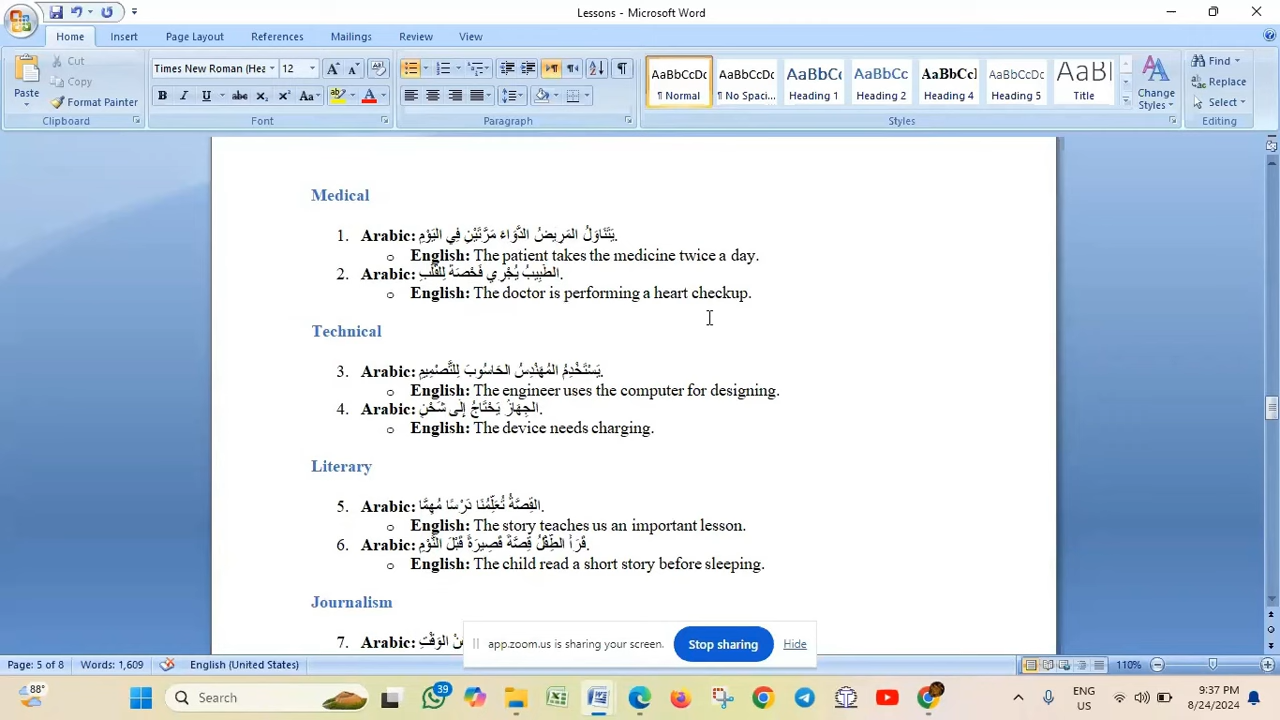 Lessons - Microsoft Word
Home Insert Page Layout References Mailings Review View
Cut
Copy
Format Painter
Paste
Clipboard
Times New Roman (Hea 12
Font
Paragraph
AaBbCcDc AaBbCcDc AaBbC AaBbCc AaBbCcI AaBbCcDc AaBl
¶ Normal ¶ No Spaci... Heading 1 Heading 2 Heading 4 Heading 5 Title
Change Styles
Styles
Find
Replace
Select
Editing
Medical
1. Arabic: يَتَنَاوَلُ المَرِيضُ الدَّوَاءَ مَرَّتَيْنِ فِي اليَوْمِ.
o English: The patient takes the medicine twice a day.
2. Arabic: الطَّبِيبُ يُجْرِي فَحْصَةً لِلقَلْبِ.
o English: The doctor is performing a heart checkup.
Technical
3. Arabic: يَسْتَخْدِمُ المُهَنْدِسُ الحَاسُوبَ لِلتَّصْمِيمِ.
o English: The engineer uses the computer for designing.
4. Arabic: الجِهَازُ يَحْتَاجُ إِلَى شَحْنٍ.
o English: The device needs charging.
Literary
5. Arabic: القِصَّةُ تُعَلِّمُنَا دَرْسًا مُهِمًّا.
o English: The story teaches us an important lesson.
6. Arabic: قَرَأَ الطِّفْلُ قِصَّةً قَصِيرَةً قَبْلَ النَّوْمِ.
o English: The child read a short story before sleeping.
Journalism
7. Arabic: الوَقْتِ
app.zoom.us is sharing your screen. Stop sharing Hide
Page: 5 of 8 Words: 1,609 English (United States) 110%
88° Search 39 ENG US 9:37 PM 8/24/2024